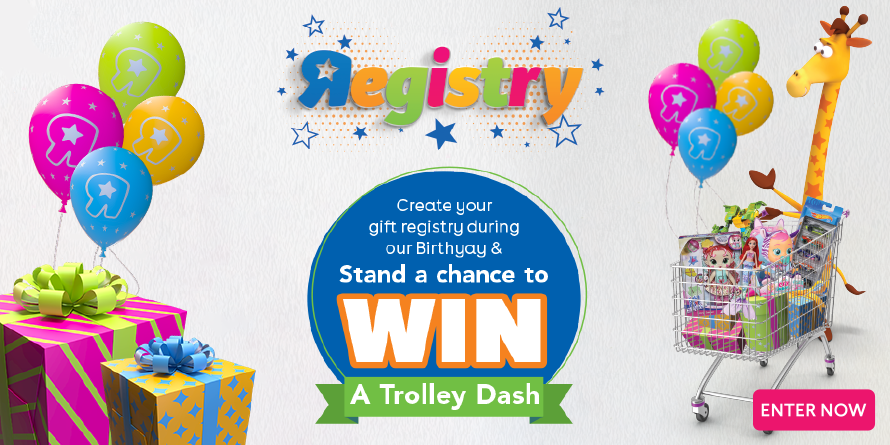 Registry
Create your
gift registry during
our Birthyay &
Stand a chance to
WIN
A Trolley Dash
ENTER NOW